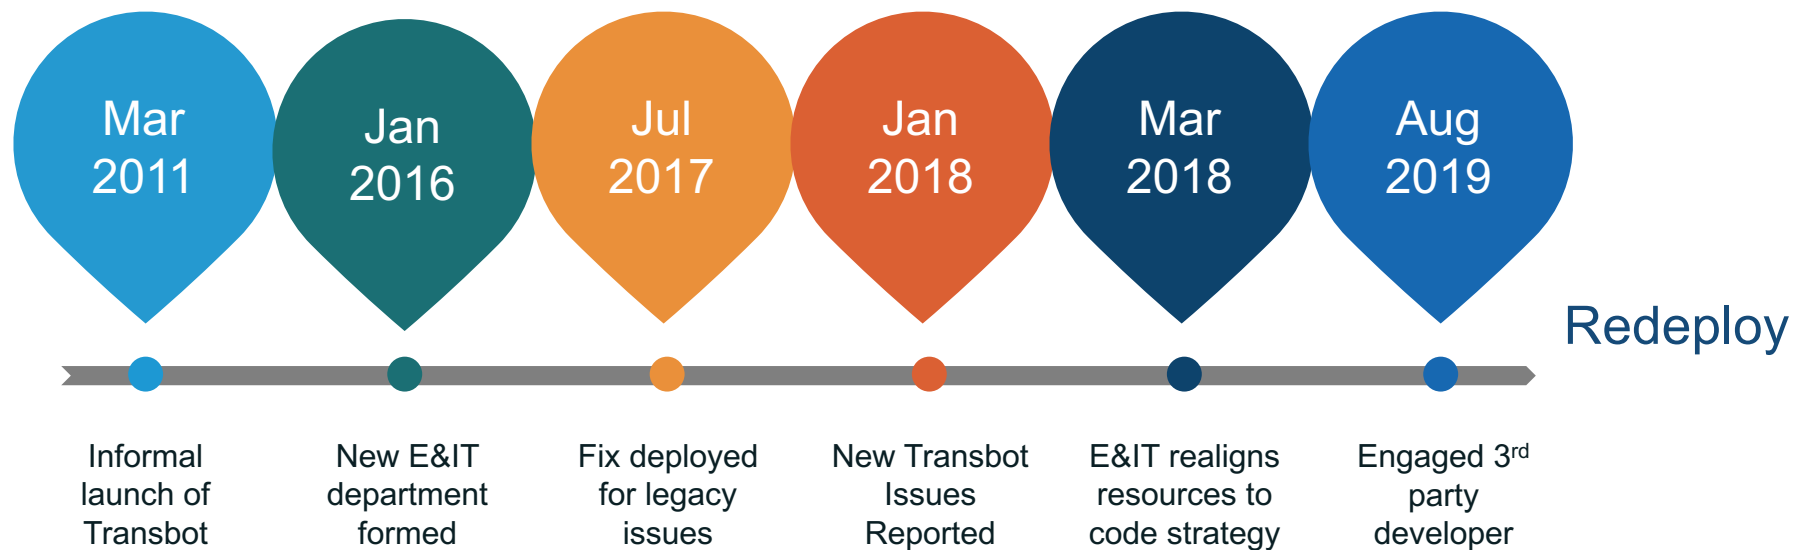 Mar
2011
Jan
2016
Jul
2017
Jan
2018
Mar
2018
Aug
2019
Redeploy
Informal
launch of
Transbot
New E&IT
department
formed
Fix deployed
for legacy
issues
New Transbot
Issues
Reported
E&IT realigns
resources to
code strategy
Engaged 3rd
party
developer